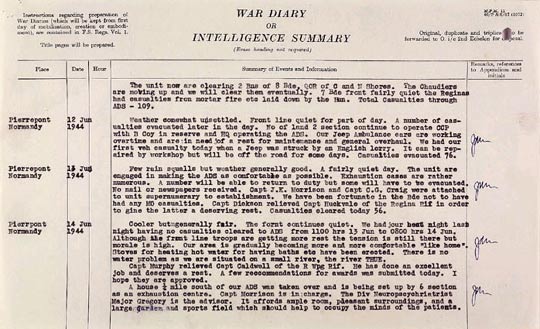 Instructions regarding preparation of
War Diaries (which will be kept from first
day of mobilization, creation or embodi-
ment), are contained in F.S. Regs. Vol. 1.
Title pages will be prepared.
WAR DIARY
OR
INTELLIGENCE SUMMARY
(Erase heading not required)
Original, duplicate and triplicate to be
forwarded to O. i/c 2nd Echelon for disposal.
Place Date Hour Summary of Events and Information Remarks, references to Appendices and initials
The unit now are clearing 2 Bns of 8 Bde, QOR of C and N Shores. The Chaudiers
are moving up and we will clear them eventually. 7 Bde front fairly quiet the Reginas
had casualties from mortar fire etc laid down by the Hun. Total Casualties through
ADS - 109.
Pierrepont 12 Jun Weather somewhat unsettled. Front line quiet for part of day. A number of cas-
Normandy 1944 ualties evacuated later in the day. No of land 2 section continue to operate CCP
with B Coy in reserve and HQ operating the ADS. Our Jeep Ambulance cars are working
overtime and are in need of a rest for maintenance and general overhaul. We had our
first veh casualty today when a Jeep was struck by an English lorry. It can be rep-
aired by workshop but will be off the road for some days. Casualties evacuated 76.
Pierrepont 13 Jun Few rain squalls but weather generally good. A fairly quiet day. The unit are
Normandy 1944 engaged in making the ADS as comfortable as possible. Exhaustion cases are rather
numerous. A number will be able to return to duty but some will have to be evacuated.
No mail or newspapers received. Capt J.K. Morrison and Capt C.G. Craig were attached
to unit supernumerary to establishment. We have been fortunate in the Bde not to have
had any MO casualties. Capt Dickson relieved Capt of the Regina Rif in order
to give the latter a deserving rest. Casualties cleared today 56.
Pierrpont 14 Jun Cooler but generally fair. The front continues quiet. We had our best night last
Normandy 1944 night having no casualties cleared to ADS from 1100 hrs 13 Jun to 0800 hrs 14 Jun.
Although the front line troops are getting more rest the tension is still there but
morale is high. Our area is gradually becoming and more comfortable "like home".
Stoves for heating hot water for having baths etc have been erected. There is no
water problem as we are situated on a small river, the river THUE.
Capt Murphy relieved Capt Caldwell of the R Wpg Rif. He has done an excellent
job and deserves a rest. A few recommendations for awards was submitted today. I
hope they are approved.
A house ½ mile south of our ADS was taken over and is being set up by 6 section
as an exhaustion centre. Capt Morrison is in charge. The Div Neuropsychiatrist
Major Gregory is the advisor. It affords ample room, pleasant surroundings, and a
large garden and sports field which should help to occupy the minds of the patients.